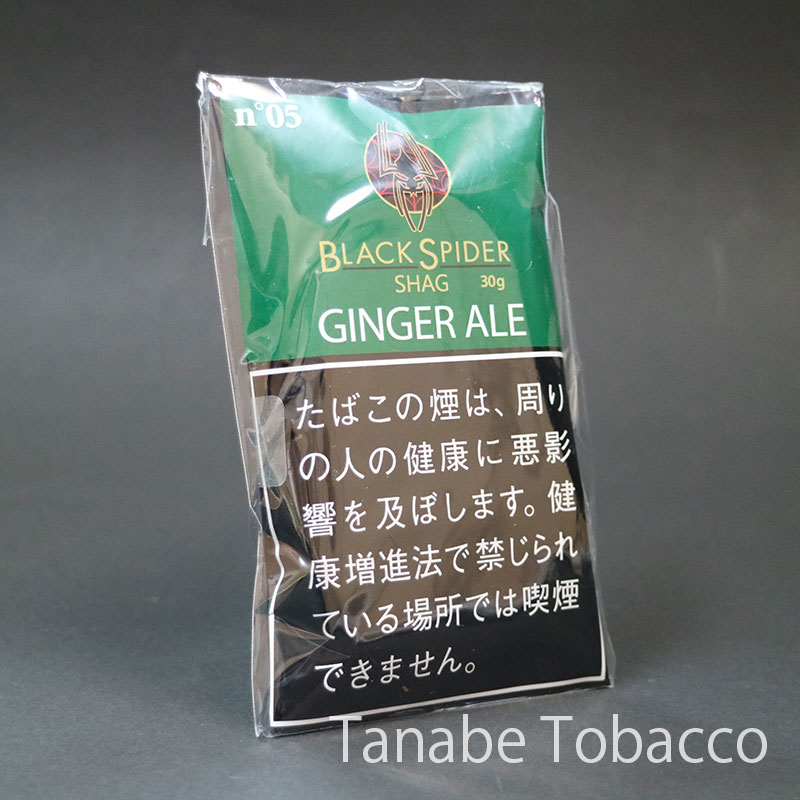 n°05
BLACK SPIDER
SHAG 30g
GINGER ALE
たばこの煙は、周り
の人の健康に悪影
響を及ぼします。健
康増進法で禁じられ
ている場所では喫煙
できません。
Tanabe Tobacco